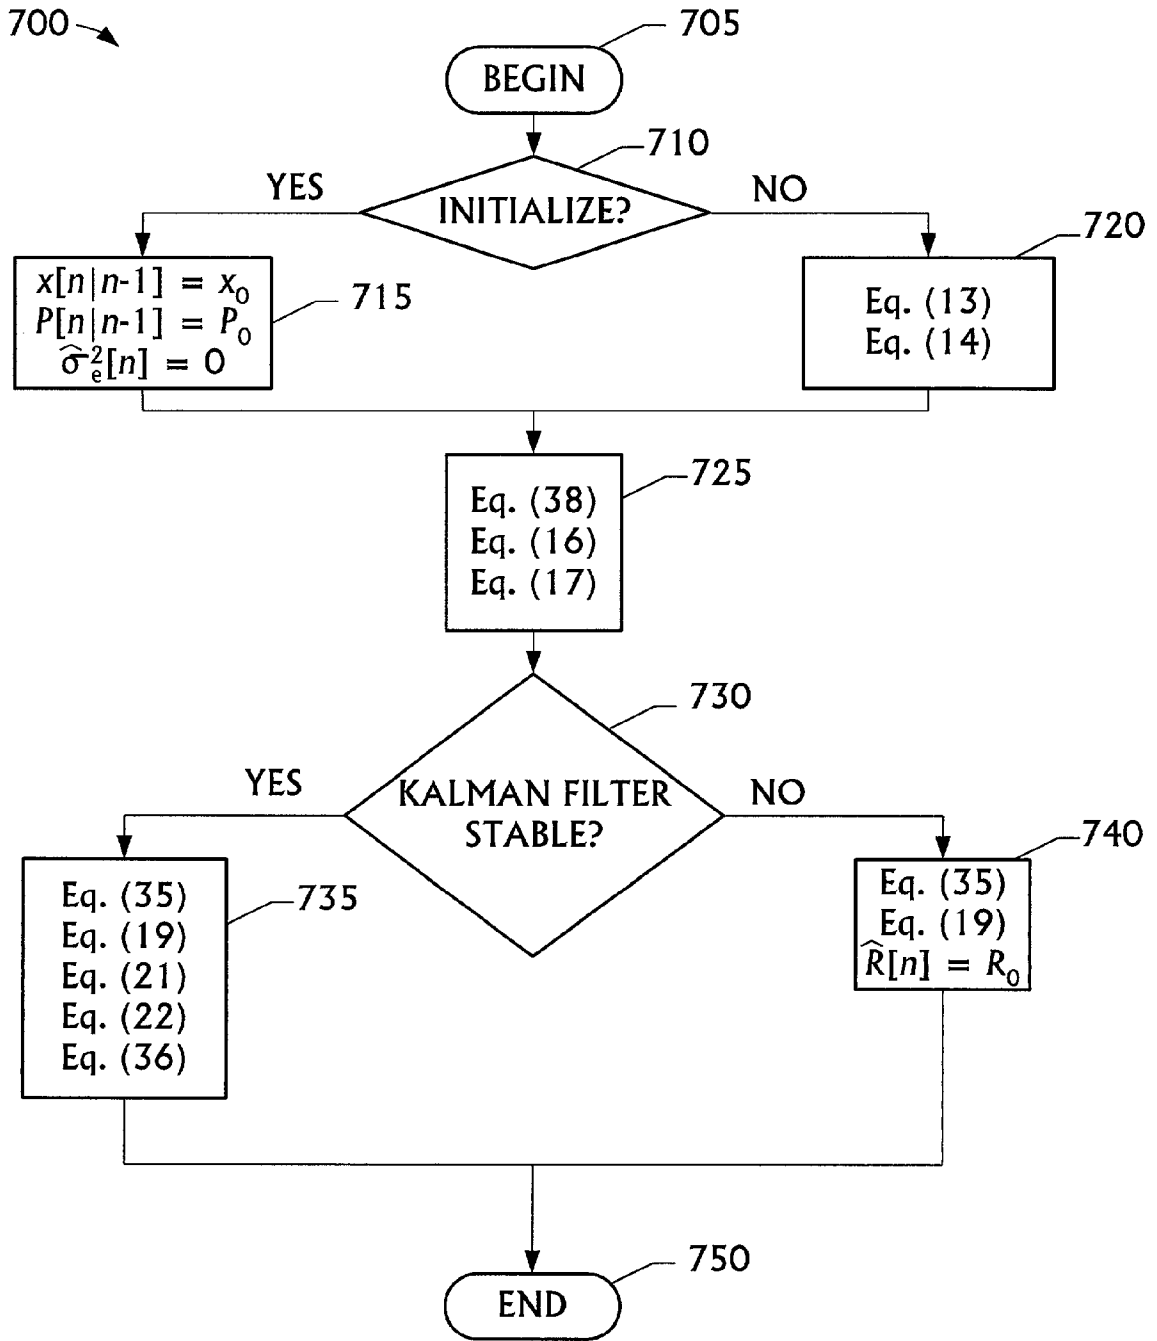 700
705
BEGIN
710
YES
INITIALIZE?
NO
720
x[n|n-1] = x₀
P[n|n-1] = P₀
σ̂ₑ²[n] = 0
715
Eq. (13)
Eq. (14)
725
Eq. (38)
Eq. (16)
Eq. (17)
730
YES
KALMAN FILTER
STABLE?
NO
740
Eq. (35)
Eq. (19)
Eq. (21)
Eq. (22)
Eq. (36)
735
Eq. (35)
Eq. (19)
R̂[n] = R₀
750
END